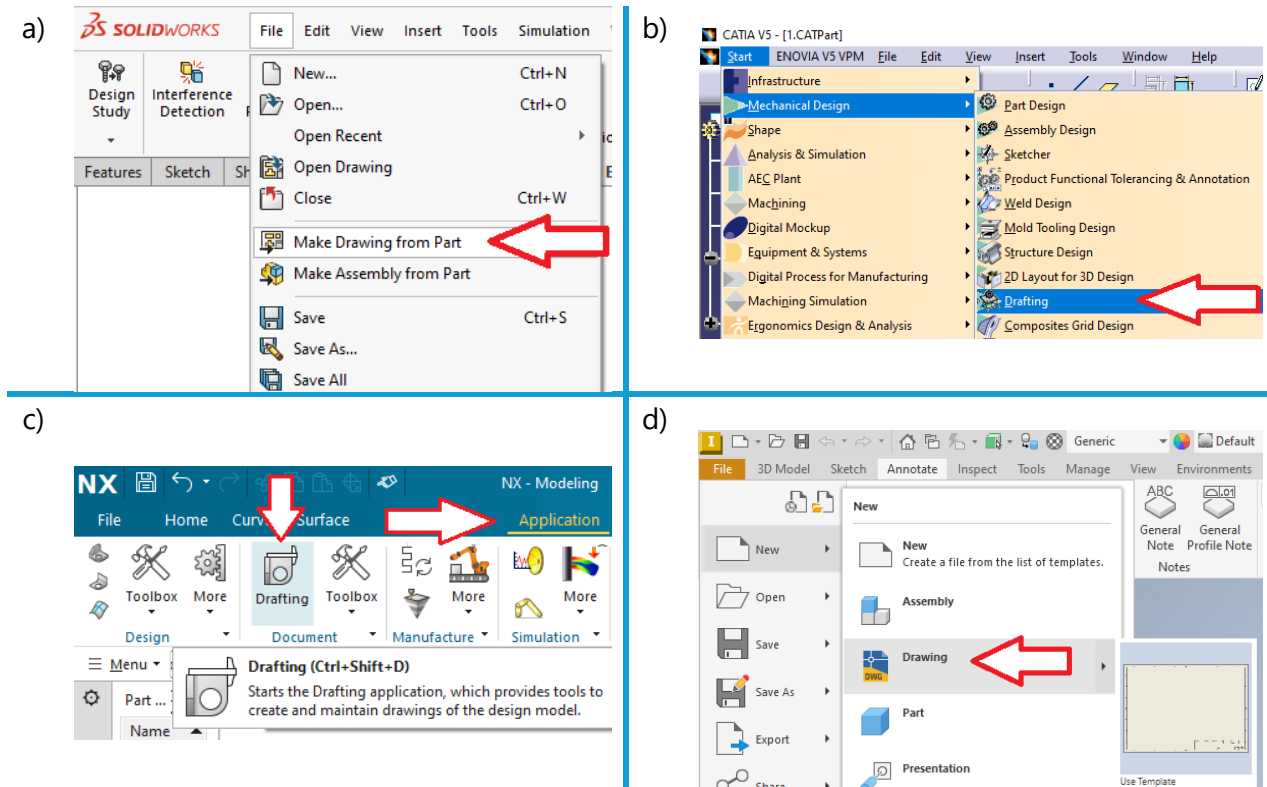 a)
SOLIDWORKS File Edit View Insert Tools Simulation
Design Study
Interference Detection
New... Ctrl+N
Open... Ctrl+O
Open Recent
Open Drawing
Close Ctrl+W
Make Drawing from Part
Make Assembly from Part
Save Ctrl+S
Save As...
Save All
Features Sketch
b)
CATIA V5 - [1.CATPart]
Start ENOVIA V5 VPM File Edit View Insert Tools Window Help
Infrastructure
Mechanical Design
Shape
Analysis & Simulation
AEC Plant
Machining
Digital Mockup
Equipment & Systems
Digital Process for Manufacturing
Machining Simulation
Ergonomics Design & Analysis
Part Design
Assembly Design
Sketcher
Product Functional Tolerancing & Annotation
Weld Design
Mold Tooling Design
Structure Design
2D Layout for 3D Design
Drafting
Composites Grid Design
c)
NX NX - Modeling
File Home Curve Surface Application
Toolbox More Drafting Toolbox More More
Design Document Manufacture Simulation
Menu
Drafting (Ctrl+Shift+D)
Starts the Drafting application, which provides tools to
create and maintain drawings of the design model.
Part ...
Name
d)
I Generic Default
File 3D Model Sketch Annotate Inspect Tools Manage View Environments
New
Open
Save
Save As
Export
Share
New
New
Create a file from the list of templates.
Assembly
Drawing
DWG
Part
Presentation
ABC
General Note
.01
General Profile Note
Notes
Use Template